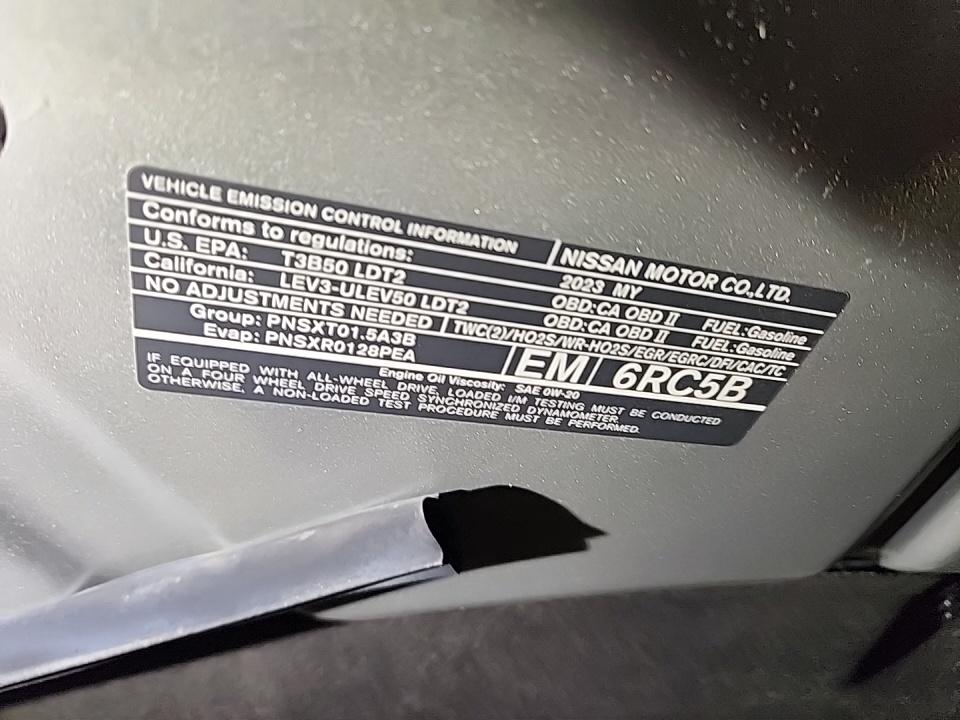 VEHICLE EMISSION CONTROL INFORMATION
NISSAN MOTOR CO.,LTD.
Conforms to regulations:
2023 MY
U.S. EPA: T3B50 LDT2 OBD:CA OBD II FUEL:Gasoline
California: LEV3-ULEV50 LDT2 OBD:CA OBD II FUEL:Gasoline
NO ADJUSTMENTS NEEDED TWC(2)/HO2S/WR-HO2S/EGR/EGRC/DFI/CAC/TC
Group: PNSXT01.5A3B
Evap: PNSXR0128PEA
EM 6RC5B
Engine Oil Viscosity: SAE 0W-20
IF EQUIPPED WITH ALL-WHEEL DRIVE, LOADED I/M TESTING MUST BE CONDUCTED
ON A FOUR WHEEL DRIVE SPEED SYNCHRONIZED DYNAMOMETER.
OTHERWISE, A NON-LOADED TEST PROCEDURE MUST BE PERFORMED.